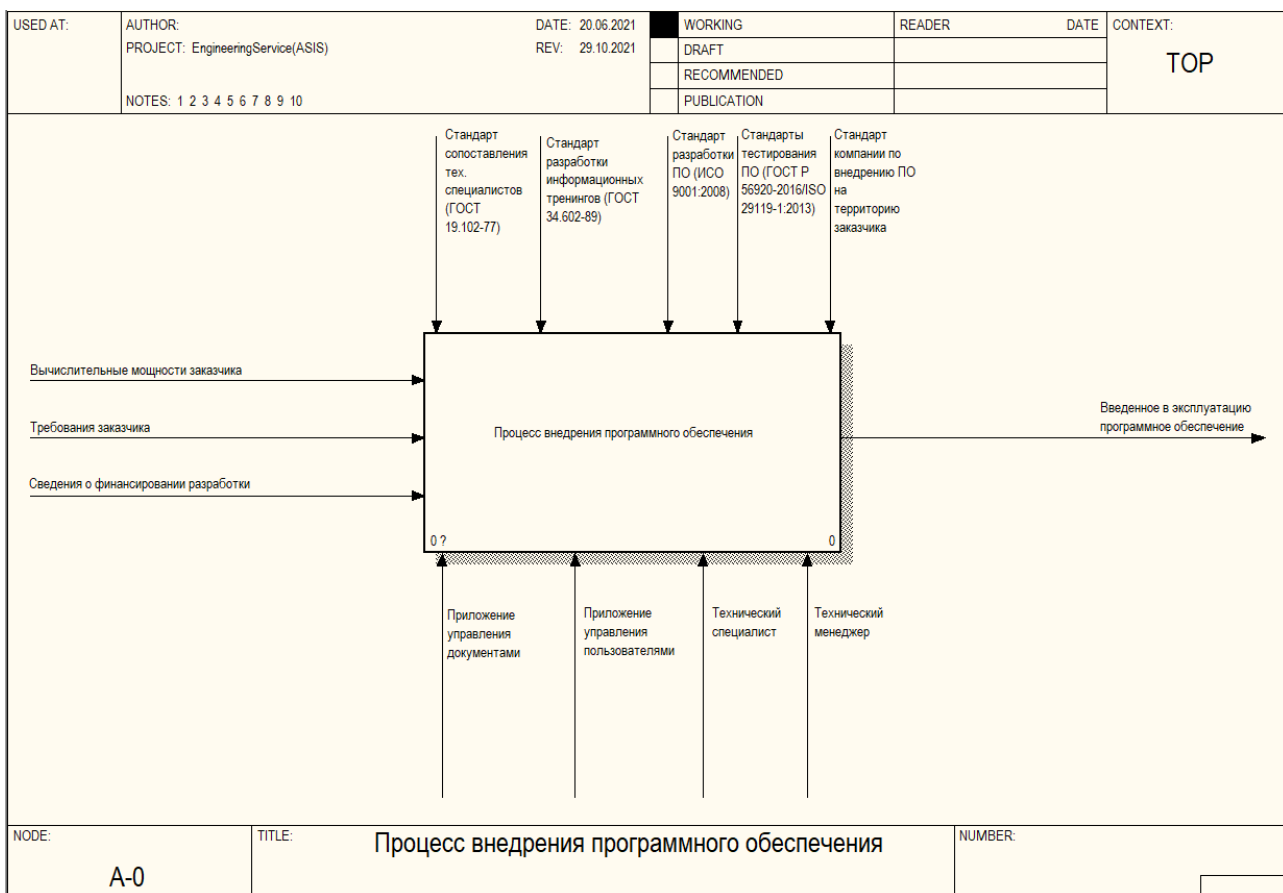 USED AT:
AUTHOR:
DATE: 20.06.2021
PROJECT: EngineeringService(ASIS)
REV: 29.10.2021
NOTES: 1 2 3 4 5 6 7 8 9 10
WORKING
DRAFT
RECOMMENDED
PUBLICATION
READER
DATE
CONTEXT:
TOP
Стандарт
сопоставления
тех.
специалистов
(ГОСТ
19.102-77)
Стандарт
разработки
информационных
тренингов (ГОСТ
34.602-89)
Стандарт
разработки
ПО (ИСО
9001:2008)
Стандарты
тестирования
ПО (ГОСТ Р
56920-2016/ISO
29119-1:2013)
Стандарт
компании по
внедрению ПО
на
территорию
заказчика
Вычислительные мощности заказчика
Требования заказчика
Сведения о финансировании разработки
Процесс внедрения программного обеспечения
0 ?
0
Введенное в эксплуатацию
программное обеспечение
Приложение
управления
документами
Приложение
управления
пользователями
Технический
специалист
Технический
менеджер
NODE:
A-0
TITLE:
Процесс внедрения программного обеспечения
NUMBER: